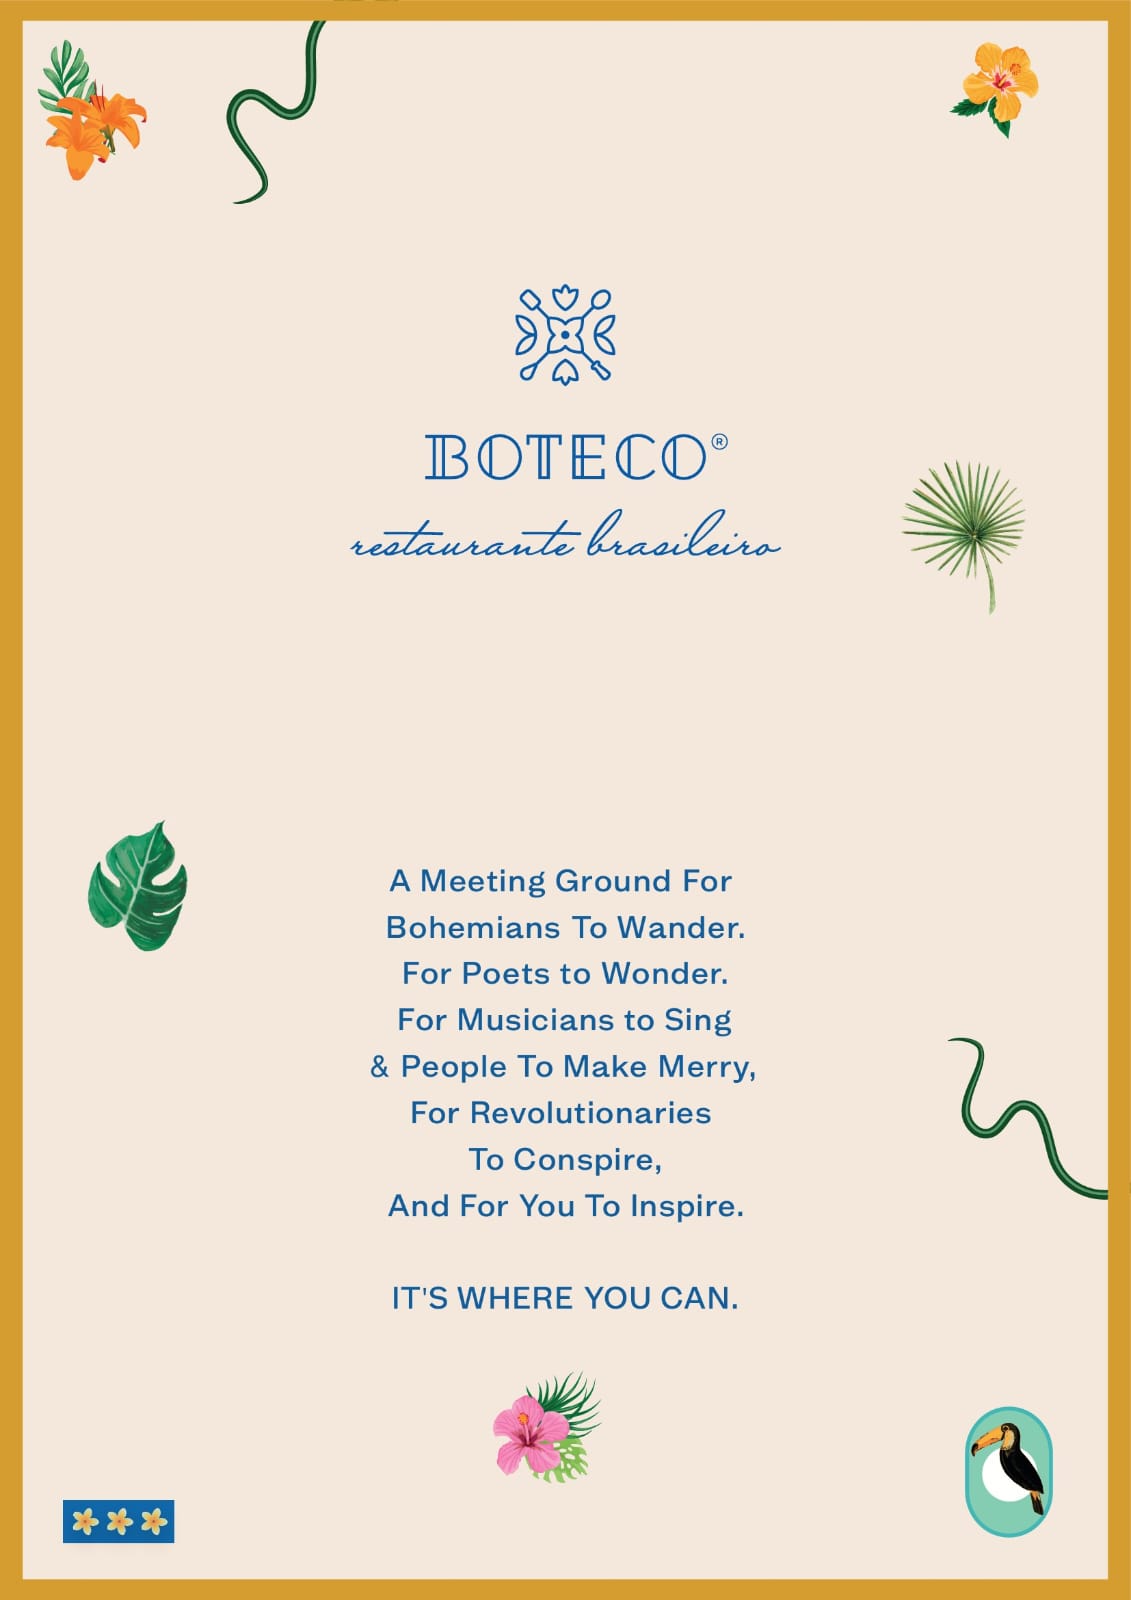 BOTECO®
restaurante brasileiro
A Meeting Ground For
Bohemians To Wander.
For Poets to Wonder.
For Musicians to Sing
& People To Make Merry,
For Revolutionaries
To Conspire,
And For You To Inspire.
IT'S WHERE YOU CAN.